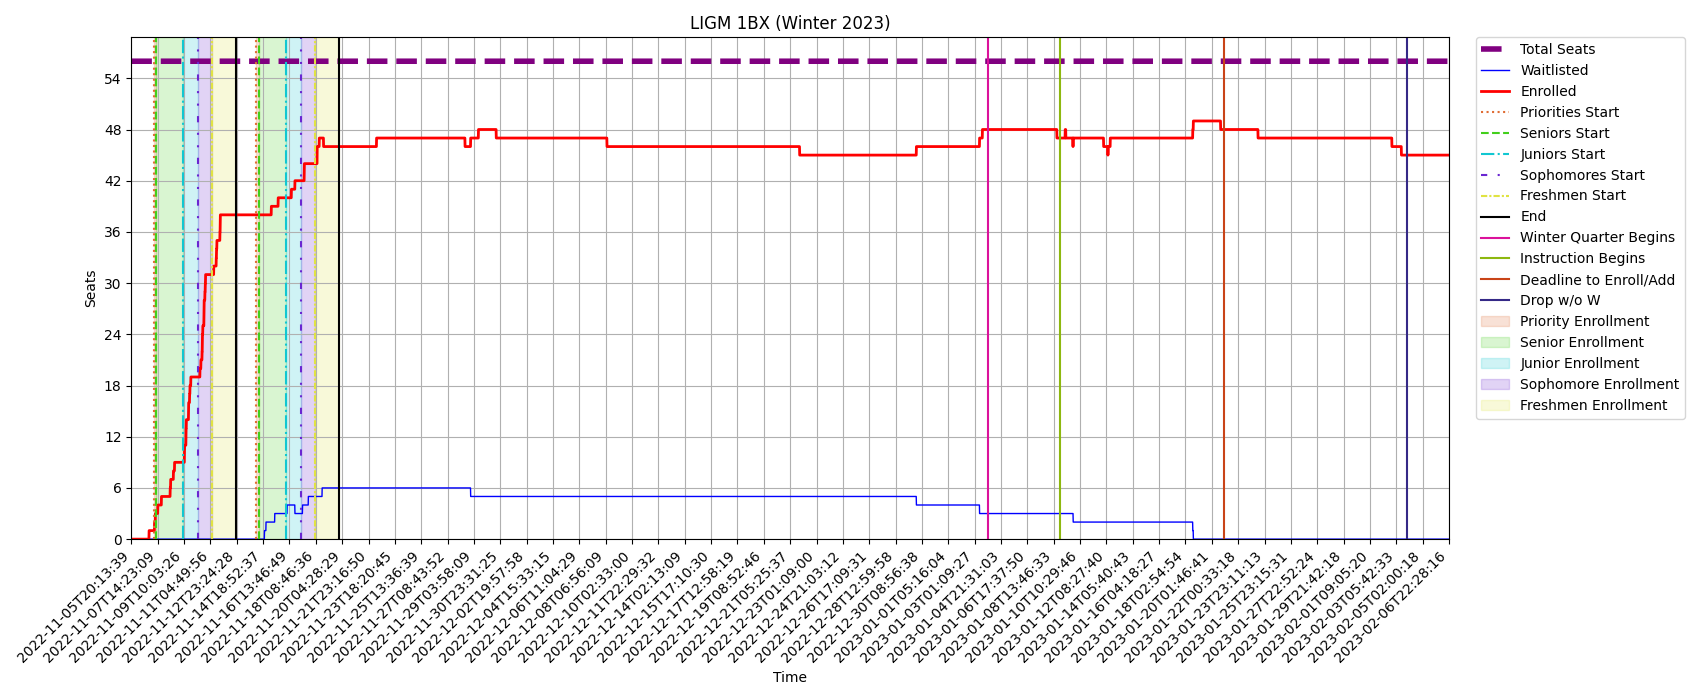 LIGM 1BX (Winter 2023)
Seats
54
48
42
36
30
24
18
12
6
0
2022-11-05T20:13:39
2022-11-07T14:23:09
2022-11-09T10:03:26
2022-11-11T04:49:56
2022-11-12T23:24:28
2022-11-14T18:52:37
2022-11-16T13:46:49
2022-11-18T08:46:36
2022-11-20T04:28:29
2022-11-21T23:16:50
2022-11-23T18:20:45
2022-11-25T13:36:39
2022-11-27T08:43:52
2022-11-29T03:58:09
2022-11-30T23:31:25
2022-12-02T19:57:58
2022-12-04T15:33:15
2022-12-06T11:04:29
2022-12-08T06:56:09
2022-12-10T02:33:00
2022-12-11T22:29:32
2022-12-14T02:13:09
2022-12-15T17:10:30
2022-12-17T12:58:19
2022-12-19T08:52:46
2022-12-21T05:25:37
2022-12-23T01:09:00
2022-12-24T21:03:12
2022-12-26T17:09:31
2022-12-28T12:59:58
2022-12-30T08:56:38
2023-01-01T05:16:04
2023-01-03T01:09:27
2023-01-04T21:31:03
2023-01-06T17:37:50
2023-01-08T13:46:33
2023-01-10T10:29:46
2023-01-12T08:27:40
2023-01-14T05:40:43
2023-01-16T04:18:27
2023-01-18T02:54:54
2023-01-20T01:46:41
2023-01-22T00:33:18
2023-01-23T23:11:13
2023-01-25T23:15:31
2023-01-27T22:52:24
2023-01-29T21:42:18
2023-02-01T09:05:20
2023-02-03T05:42:33
2023-02-05T02:00:18
2023-02-06T22:28:16
Time
Total Seats
Waitlisted
Enrolled
Priorities Start
Seniors Start
Juniors Start
Sophomores Start
Freshmen Start
End
Winter Quarter Begins
Instruction Begins
Deadline to Enroll/Add
Drop w/o W
Priority Enrollment
Senior Enrollment
Junior Enrollment
Sophomore Enrollment
Freshmen Enrollment